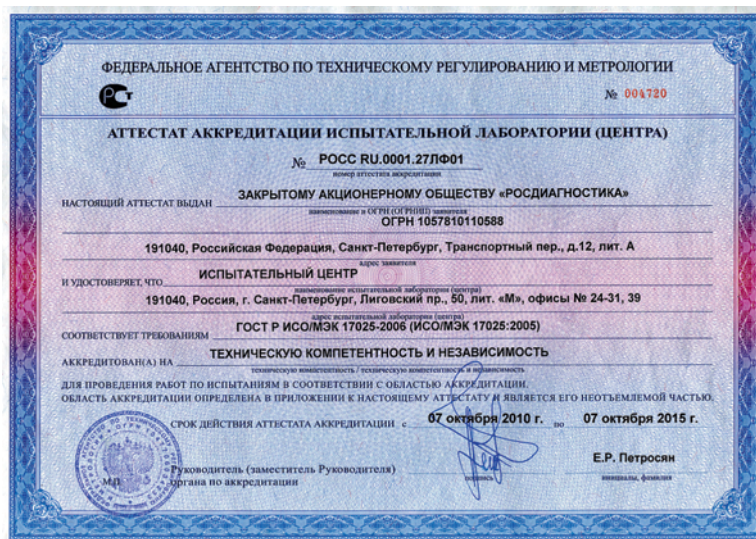 ФЕДЕРАЛЬНОЕ АГЕНТСТВО ПО ТЕХНИЧЕСКОМУ РЕГУЛИРОВАНИЮ И МЕТРОЛОГИИ
РСТ
№ 004720
АТТЕСТАТ АККРЕДИТАЦИИ ИСПЫТАТЕЛЬНОЙ ЛАБОРАТОРИИ (ЦЕНТРА)
№ РОСС RU.0001.27ЛФ01
номер аттестата аккредитации
НАСТОЯЩИЙ АТТЕСТАТ ВЫДАН ЗАКРЫТОМУ АКЦИОНЕРНОМУ ОБЩЕСТВУ «РОСДИАГНОСТИКА»
наименование и ОГРН (ОГРНИП) заявителя
ОГРН 1057810110588
191040, Российская Федерация, Санкт-Петербург, Транспортный пер., д.12, лит. А
адрес заявителя
И УДОСТОВЕРЯЕТ, ЧТО ИСПЫТАТЕЛЬНЫЙ ЦЕНТР
наименование испытательной лаборатории (центра)
191040, Россия, г. Санкт-Петербург, Лиговский пр., 50, лит. «М», офисы № 24-31, 39
адрес испытательной лаборатории (центра)
СООТВЕТСТВУЕТ ТРЕБОВАНИЯМ ГОСТ Р ИСО/МЭК 17025-2006 (ИСО/МЭК 17025:2005)
АККРЕДИТОВАН(А) НА ТЕХНИЧЕСКУЮ КОМПЕТЕНТНОСТЬ И НЕЗАВИСИМОСТЬ
техническую компетентность / техническую компетентность и независимость
ДЛЯ ПРОВЕДЕНИЯ РАБОТ ПО ИСПЫТАНИЯМ В СООТВЕТСТВИИ С ОБЛАСТЬЮ АККРЕДИТАЦИИ.
ОБЛАСТЬ АККРЕДИТАЦИИ ОПРЕДЕЛЕНА В ПРИЛОЖЕНИИ К НАСТОЯЩЕМУ АТТЕСТАТУ И ЯВЛЯЕТСЯ ЕГО НЕОТЪЕМЛЕМОЙ ЧАСТЬЮ.
СРОК ДЕЙСТВИЯ АТТЕСТАТА АККРЕДИТАЦИИ с 07 октября 2010 г. по 07 октября 2015 г.
М.П.
Руководитель (заместитель Руководителя)
органа по аккредитации
подпись
Е.Р. Петросян
инициалы, фамилия